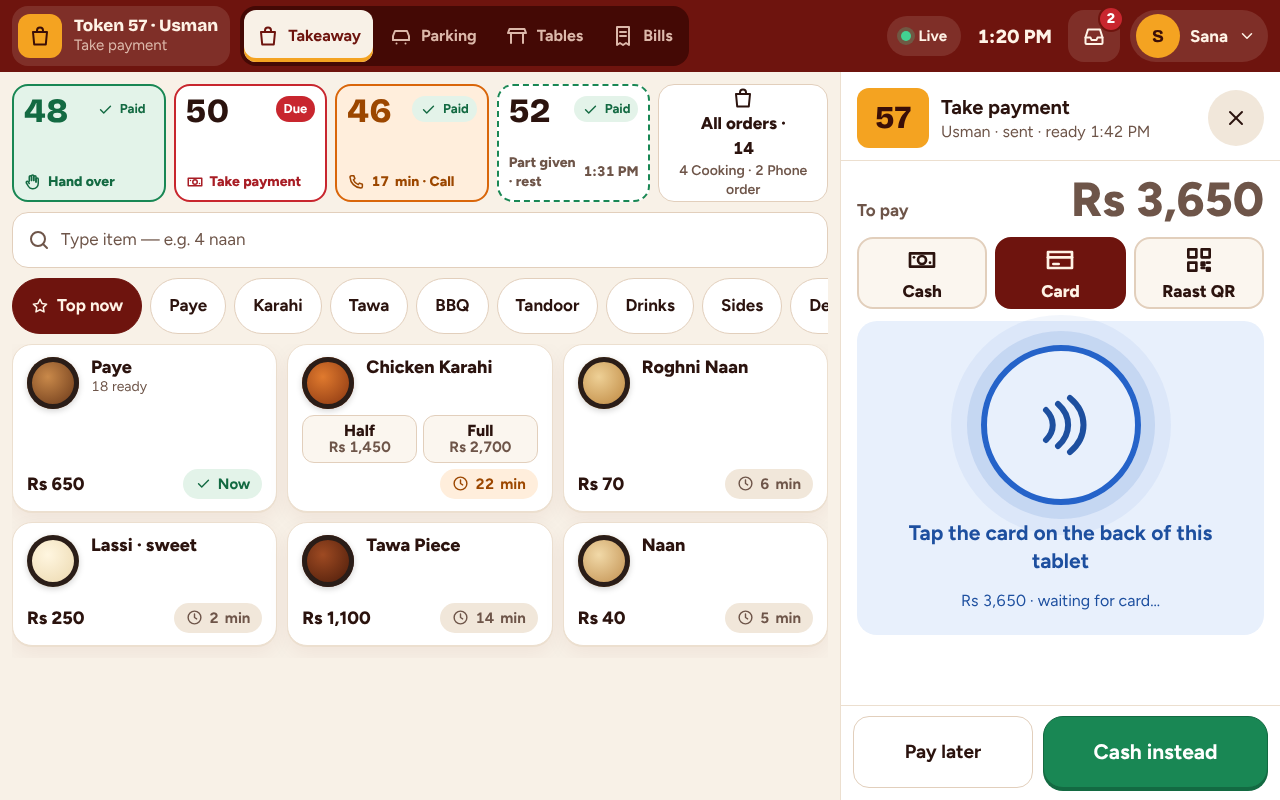 Token 57 · Usman
Take payment
Takeaway
Parking
Tables
Bills
Live
1:20 PM
2
S
Sana
48
Paid
Hand over
50
Due
Take payment
46
Paid
17 min · Call
52
Paid
Part given
· rest
1:31 PM
All orders ·
14
4 Cooking · 2 Phone
order
Type item — e.g. 4 naan
Top now
Paye
Karahi
Tawa
BBQ
Tandoor
Drinks
Sides
De
Paye
18 ready
Rs 650
Now
Chicken Karahi
Half
Rs 1,450
Full
Rs 2,700
22 min
Roghni Naan
Rs 70
6 min
Lassi · sweet
Rs 250
2 min
Tawa Piece
Rs 1,100
14 min
Naan
Rs 40
5 min
57
Take payment
Usman · sent · ready 1:42 PM
To pay
Rs 3,650
Cash
Card
Raast QR
Tap the card on the back of this
tablet
Rs 3,650 · waiting for card...
Pay later
Cash instead